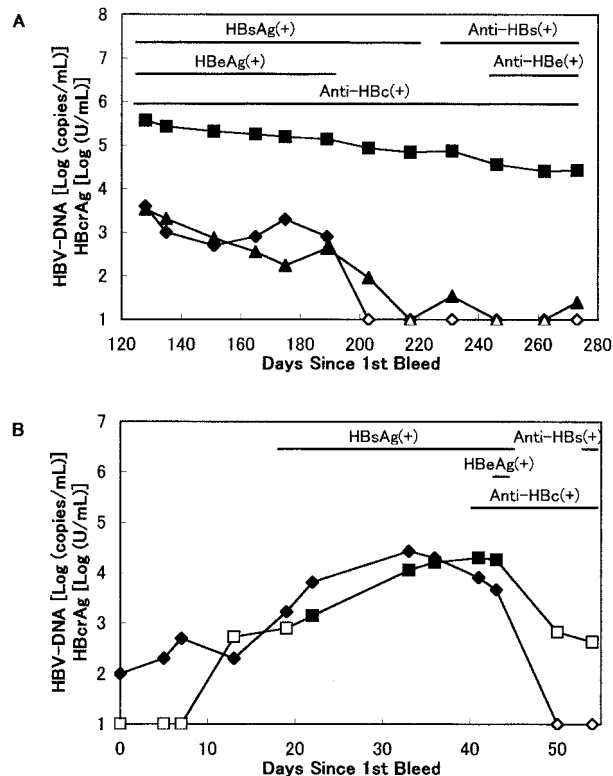 A
HBV-DNA [Log (copies/mL)]
HBcrAg [Log (U/mL)]
8
7
6
5
4
3
2
1
HBsAg(+)
Anti-HBs(+)
HBeAg(+)
Anti-HBe(+)
Anti-HBc(+)
120 140 160 180 200 220 240 260 280
Days Since 1st Bleed
B
HBV-DNA [Log (copies/mL)]
HBcrAg [Log (U/mL)]
7
6
5
4
3
2
1
HBsAg(+) Anti-HBs(+)
HBeAg(+)
Anti-HBc(+)
0 10 20 30 40 50
Days Since 1st Bleed